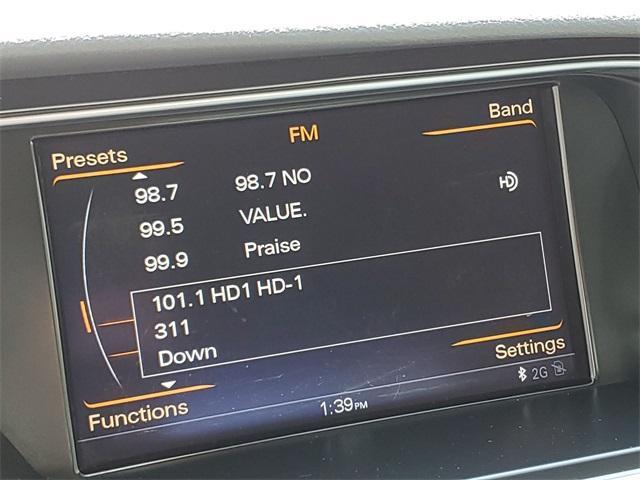 FM
Band
Presets
98.7 98.7 NO
99.5 VALUE.
99.9 Praise
101.1 HD1 HD-1
311
Down
Settings
Functions
2G
1:39PM